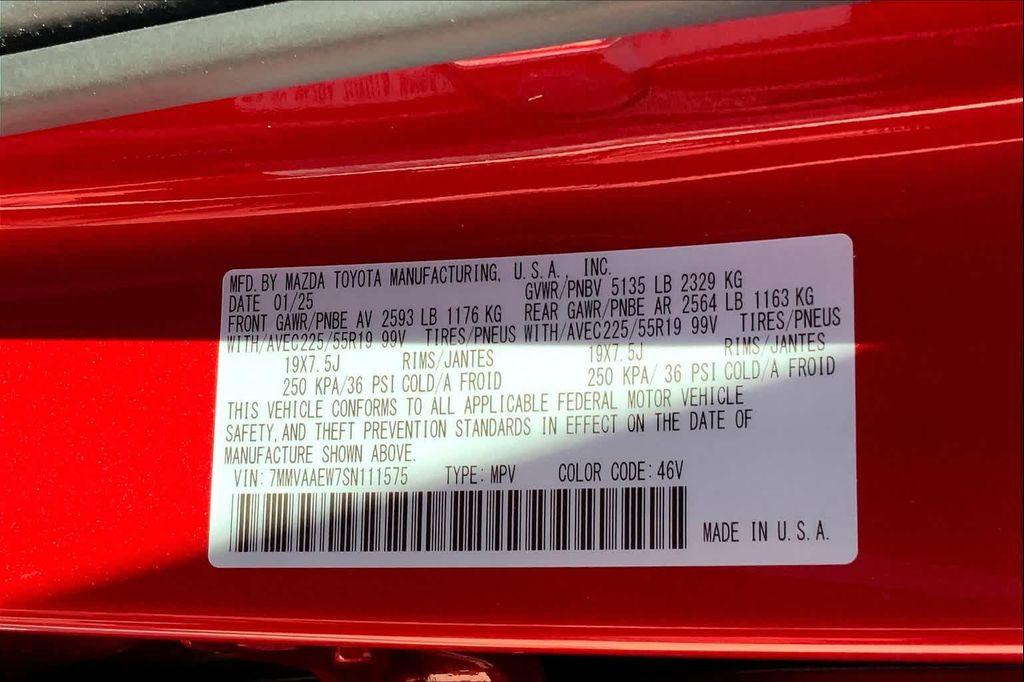 MFD. BY MAZDA TOYOTA MANUFACTURING, U.S.A., INC.
DATE 01/25 GVWR/PNBV 5135 LB 2329 KG
FRONT GAWR/PNBE AV 2593 LB 1176 KG REAR GAWR/PNBE AR 2564 LB 1163 KG
WITH/AVEC225/55R19 99V TIRES/PNEUS WITH/AVEC225/55R19 99V TIRES/PNEUS
19X7.5J RIMS/JANTES 19X7.5J RIMS/JANTES
250 KPA/36 PSI COLD/A FROID 250 KPA/ 36 PSI COLD/A FROID
THIS VEHICLE CONFORMS TO ALL APPLICABLE FEDERAL MOTOR VEHICLE
SAFETY, AND THEFT PREVENTION STANDARDS IN EFFECT ON THE DATE OF
MANUFACTURE SHOWN ABOVE.
VIN: 7MMVAAEW7SN111575 TYPE: MPV COLOR CODE: 46V
MADE IN U.S.A.